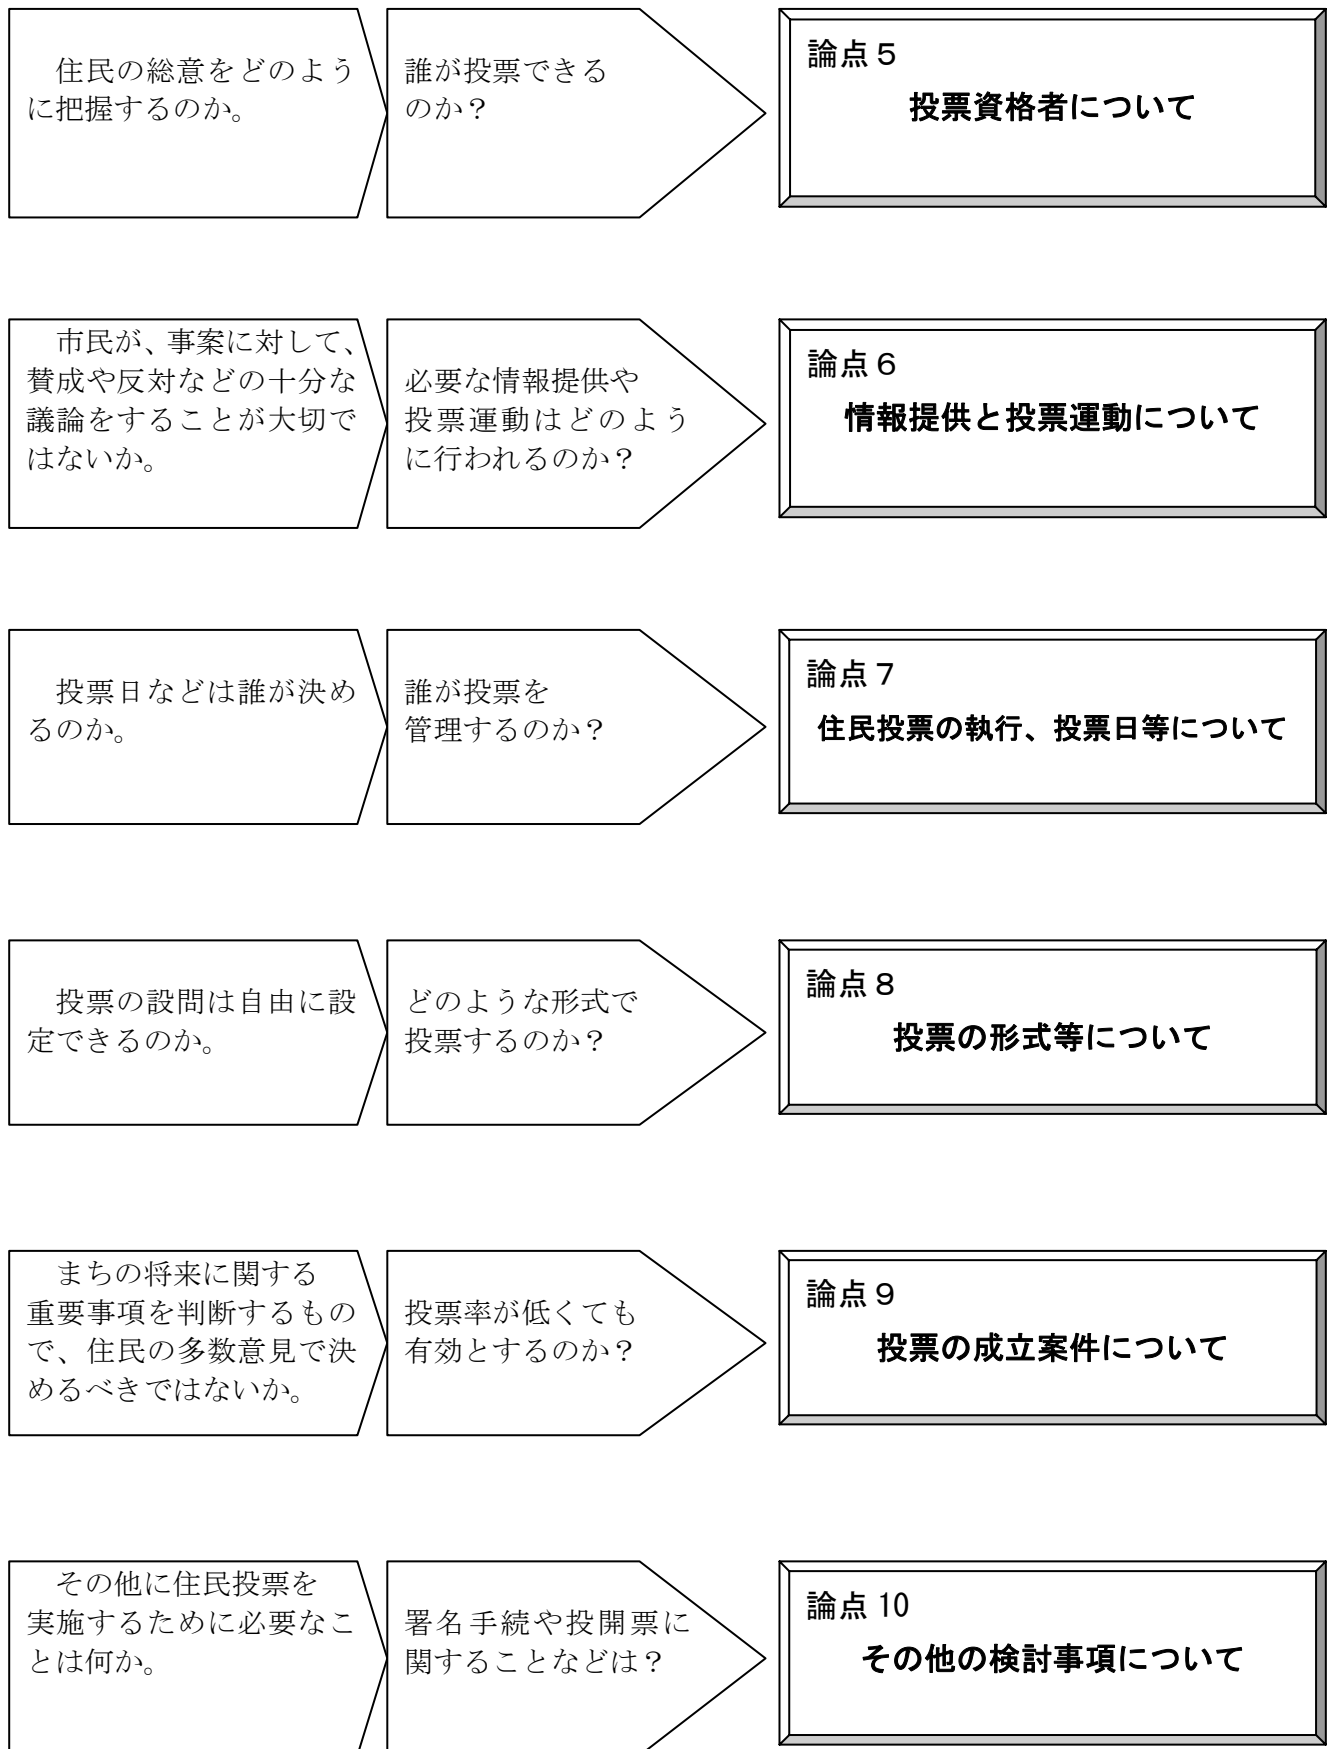 住民の総意をどのよう
に把握するのか。
誰が投票できる
のか？
論点５
投票資格者について
市民が、事案に対して、
賛成や反対などの十分な
議論をすることが大切で
はないか。
必要な情報提供や
投票運動はどのよう
に行われるのか？
論点６
情報提供と投票運動について
投票日などは誰が決め
るのか。
誰が投票を
管理するのか？
論点７
住民投票の執行、投票日等について
投票の設問は自由に設
定できるのか。
どのような形式で
投票するのか？
論点８
投票の形式等について
まちの将来に関する
重要事項を判断するもの
で、住民の多数意見で決
めるべきではないか。
投票率が低くても
有効とするのか？
論点９
投票の成立案件について
その他に住民投票を
実施するために必要なこ
とは何か。
署名手続や投開票に
関することなどは？
論点 10
その他の検討事項について